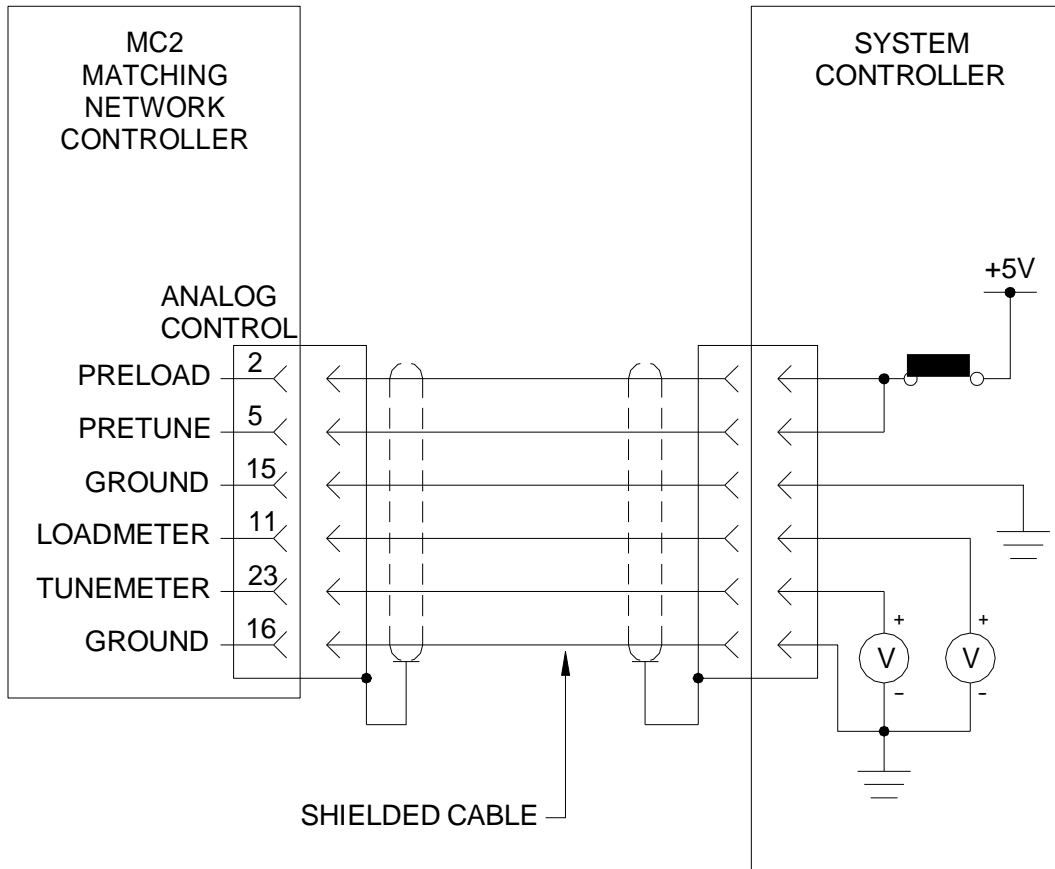 MC2
MATCHING
NETWORK
CONTROLLER
SYSTEM
CONTROLLER
+5V
ANALOG
CONTROL
PRELOAD 2
PRETUNE 5
GROUND 15
LOADMETER 11
TUNEMETER 23
GROUND 16
+ +
V V
− −
SHIELDED CABLE